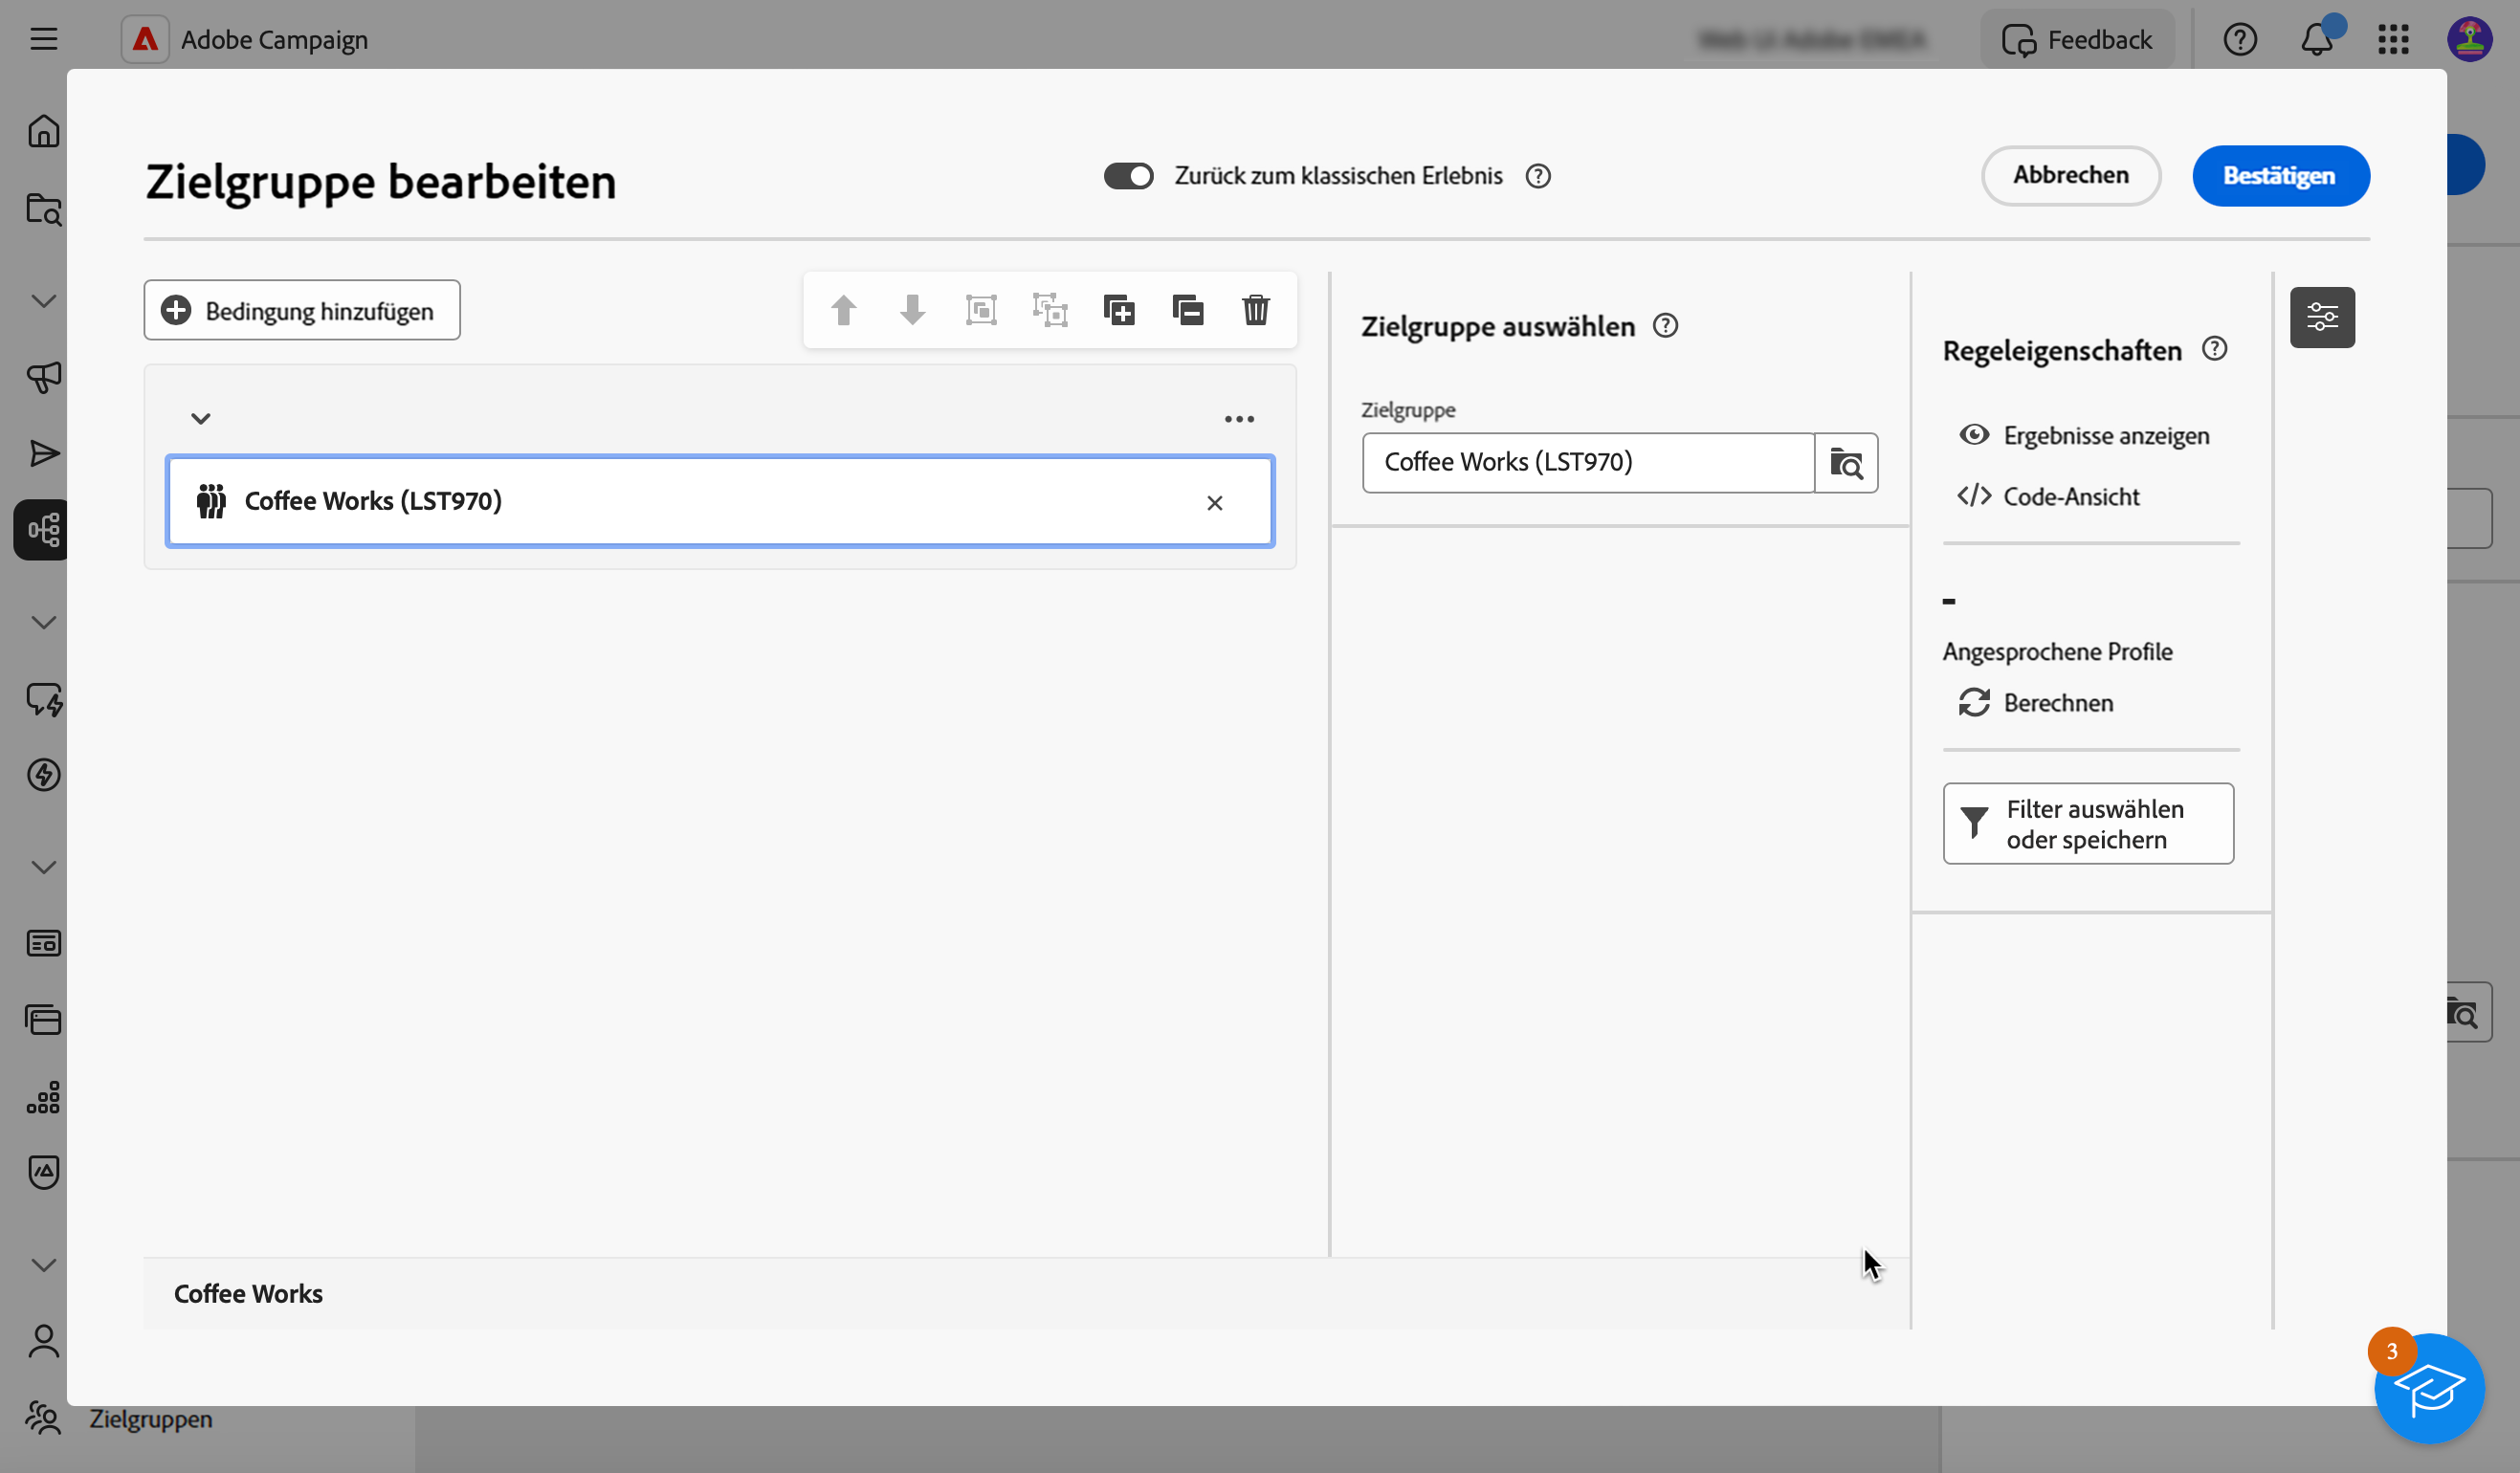 Adobe Campaign
Feedback
Zielgruppe bearbeiten
Zurück zum klassischen Erlebnis
Abbrechen
Bestätigen
Bedingung hinzufügen
Coffee Works (LST970)
Zielgruppe auswählen
Zielgruppe
Coffee Works (LST970)
Regeleigenschaften
Ergebnisse anzeigen
Code-Ansicht
-
Angesprochene Profile
Berechnen
Filter auswählen
oder speichern
Coffee Works
3
Zielgruppen